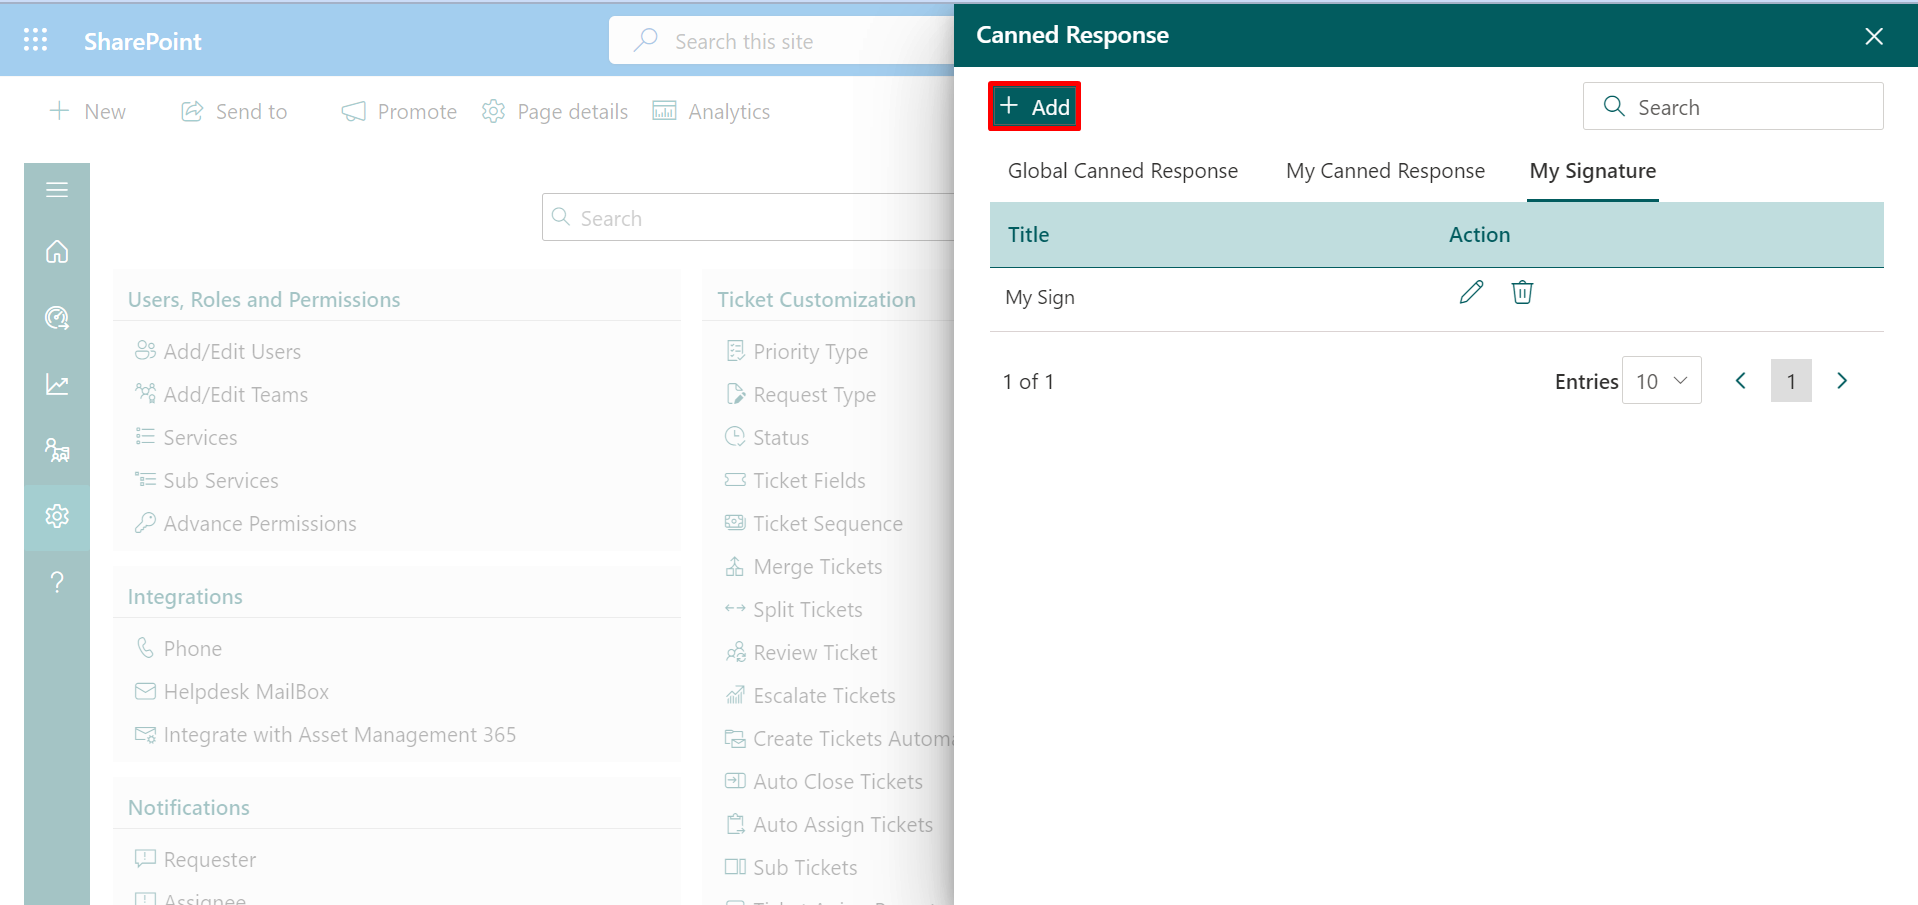 SharePoint
Search this site
New
Send to
Promote
Page details
Analytics
Search
Users, Roles and Permissions
Add/Edit Users
Add/Edit Teams
Services
Sub Services
Advance Permissions
Integrations
Phone
Helpdesk MailBox
Integrate with Asset Management 365
Notifications
Requester
Assignee
Ticket Customization
Priority Type
Request Type
Status
Ticket Fields
Ticket Sequence
Merge Tickets
Split Tickets
Review Ticket
Escalate Tickets
Create Tickets Autom
Auto Close Tickets
Auto Assign Tickets
Sub Tickets
Canned Response
+ Add
Search
Global Canned Response
My Canned Response
My Signature
Title Action
My Sign
1 of 1
Entries 10
1